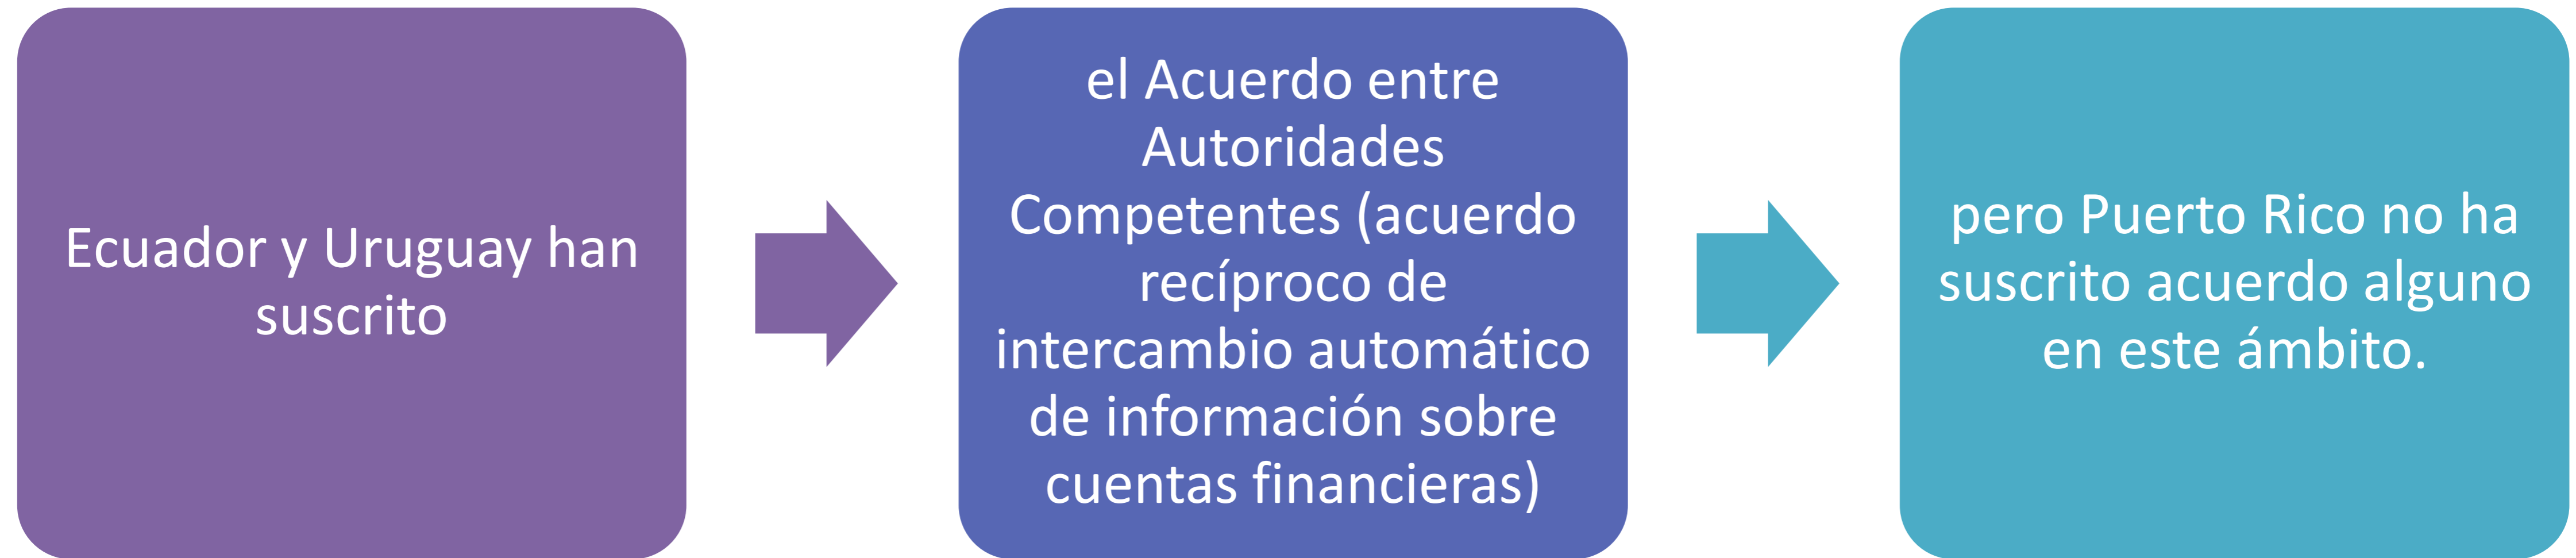 Ecuador y Uruguay han
suscrito
el Acuerdo entre
Autoridades
Competentes (acuerdo
recíproco de
intercambio automático
de información sobre
cuentas financieras)
pero Puerto Rico no ha
suscrito acuerdo alguno
en este ámbito.